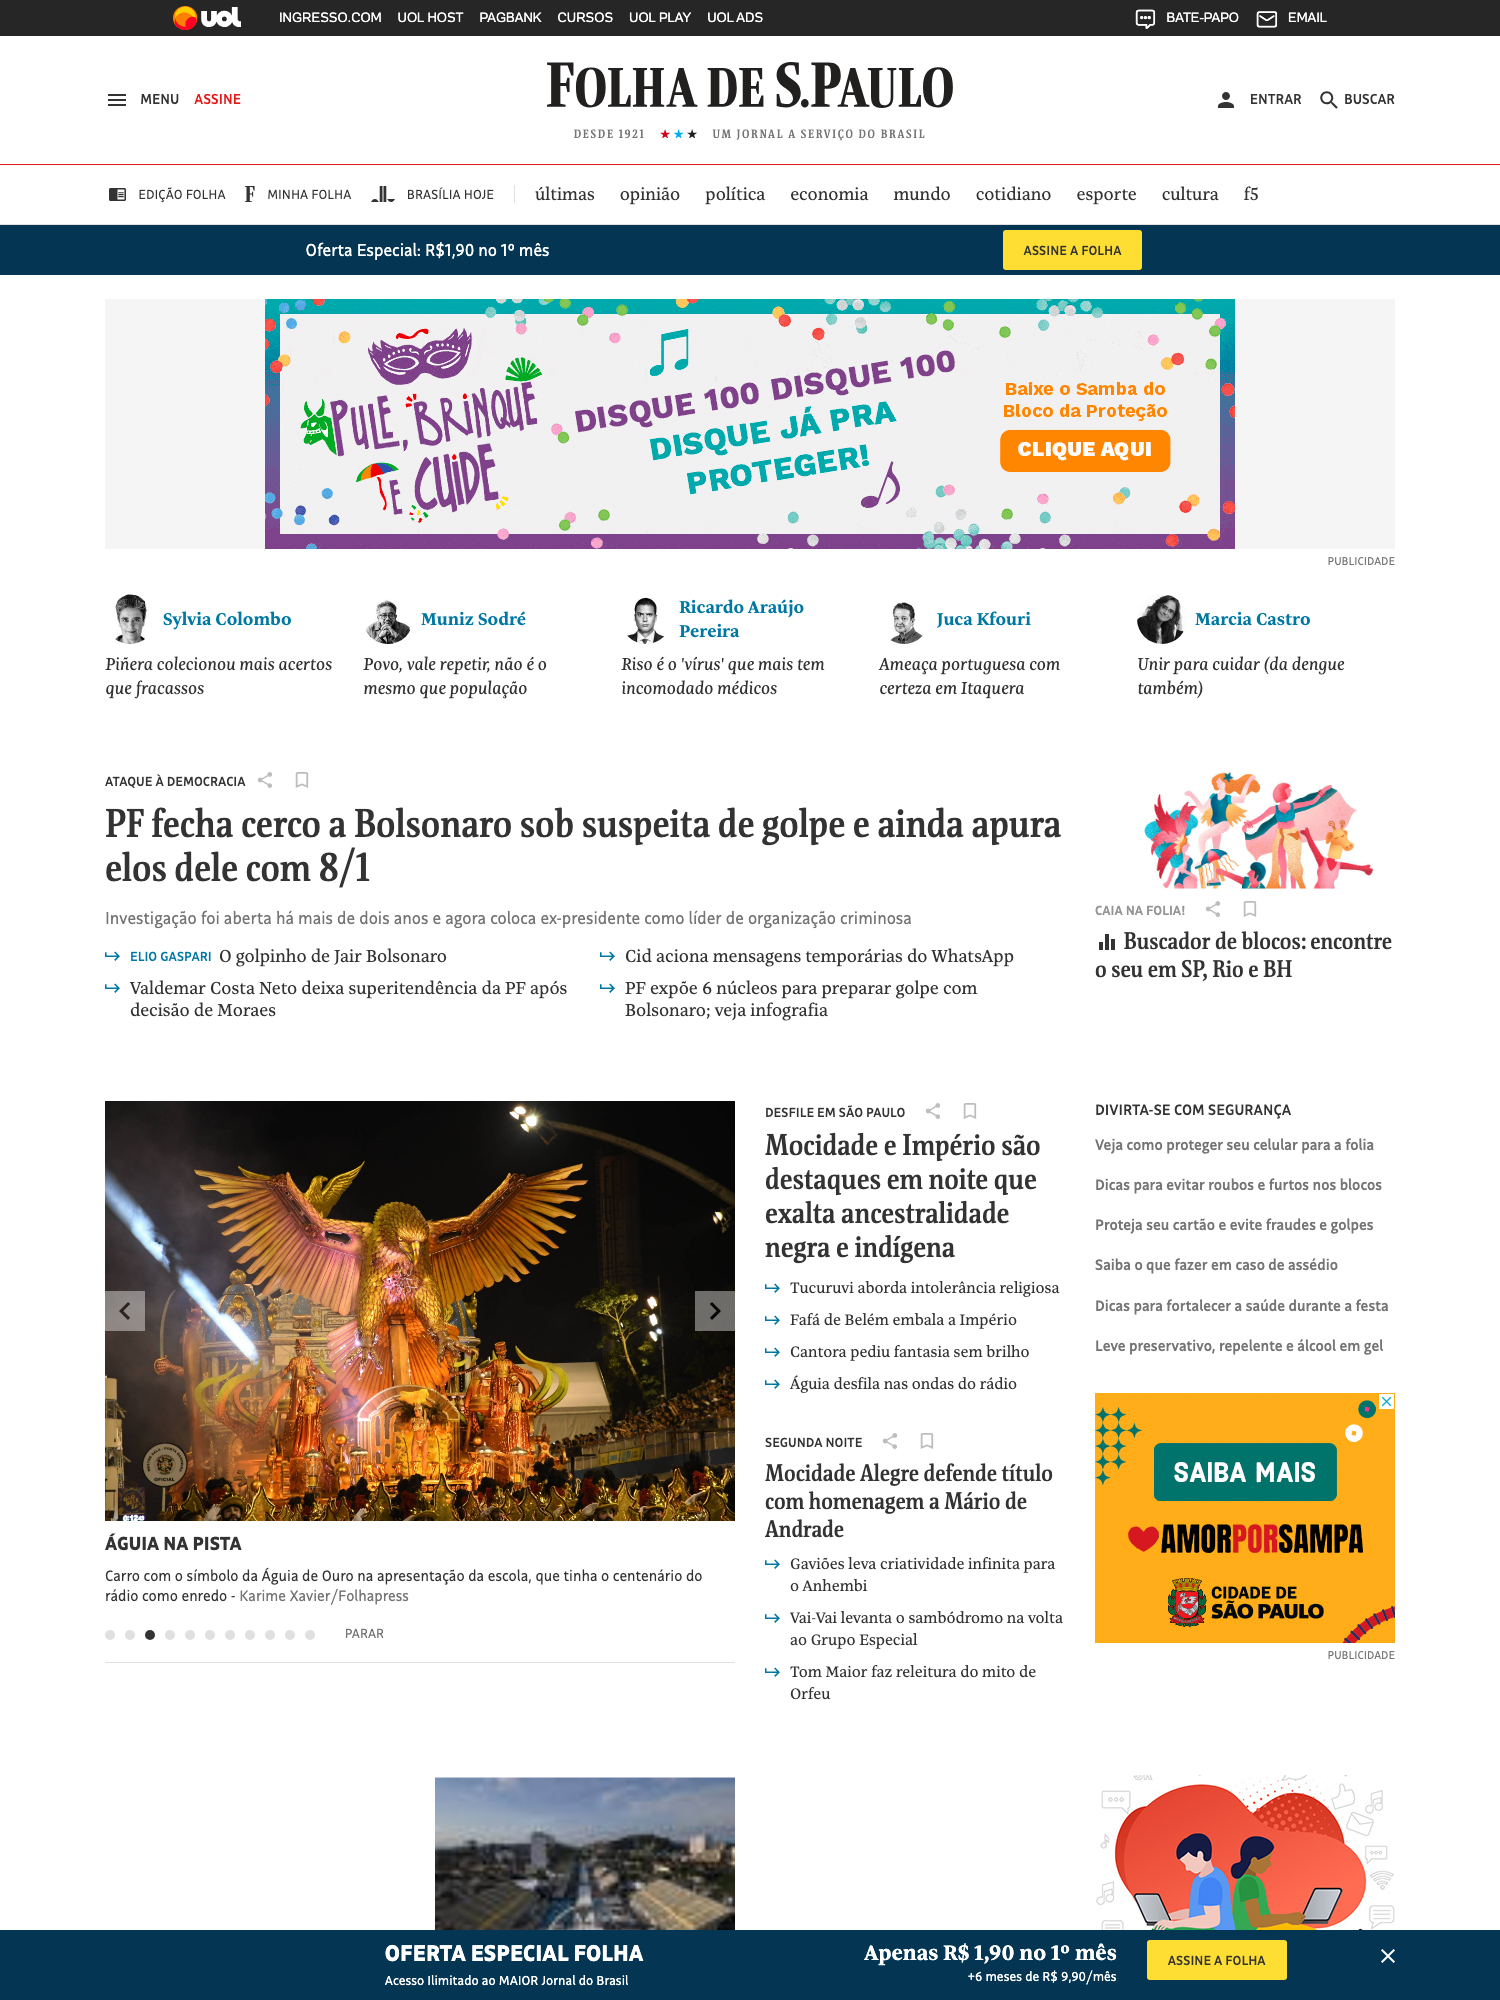 uol INGRESSO.COM UOL HOST PAGBANK CURSOS UOL PLAY UOL ADS BATE-PAPO EMAIL
MENU ASSINE FOLHA DE S.PAULO ENTRAR BUSCAR
DESDE 1921 ★★★ UM JORNAL A SERVIÇO DO BRASIL
EDIÇÃO FOLHA F MINHA FOLHA BRASÍLIA HOJE últimas opinião política economia mundo cotidiano esporte cultura f5
Oferta Especial: R$1,90 no 1º mês ASSINE A FOLHA
PULE, BRINQUE
E CUIDE
DISQUE 100 DISQUE 100
DISQUE JÁ PRA
PROTEGER!
Baixe o Samba do
Bloco da Proteção
CLIQUE AQUI
PUBLICIDADE
Sylvia Colombo
Piñera colecionou mais acertos
que fracassos
Muniz Sodré
Povo, vale repetir, não é o
mesmo que população
Ricardo Araújo
Pereira
Riso é o 'vírus' que mais tem
incomodado médicos
Juca Kfouri
Ameaça portuguesa com
certeza em Itaquera
Marcia Castro
Unir para cuidar (da dengue
também)
ATAQUE À DEMOCRACIA
PF fecha cerco a Bolsonaro sob suspeita de golpe e ainda apura
elos dele com 8/1
Investigação foi aberta há mais de dois anos e agora coloca ex-presidente como líder de organização criminosa
ELIO GASPARI O golpinho de Jair Bolsonaro
Valdemar Costa Neto deixa superitendência da PF após
decisão de Moraes
Cid aciona mensagens temporárias do WhatsApp
PF expõe 6 núcleos para preparar golpe com
Bolsonaro; veja infografia
CAIA NA FOLIA!
Buscador de blocos: encontre
o seu em SP, Rio e BH
ÁGUIA NA PISTA
Carro com o símbolo da Águia de Ouro na apresentação da escola, que tinha o centenário do
rádio como enredo - Karime Xavier/Folhapress
PARAR
DESFILE EM SÃO PAULO
Mocidade e Império são
destaques em noite que
exalta ancestralidade
negra e indígena
Tucuruvi aborda intolerância religiosa
Fafá de Belém embala a Império
Cantora pediu fantasia sem brilho
Águia desfila nas ondas do rádio
SEGUNDA NOITE
Mocidade Alegre defende título
com homenagem a Mário de
Andrade
Gaviões leva criatividade infinita para
o Anhembi
Vai-Vai levanta o sambódromo na volta
ao Grupo Especial
Tom Maior faz releitura do mito de
Orfeu
DIVIRTA-SE COM SEGURANÇA
Veja como proteger seu celular para a folia
Dicas para evitar roubos e furtos nos blocos
Proteja seu cartão e evite fraudes e golpes
Saiba o que fazer em caso de assédio
Dicas para fortalecer a saúde durante a festa
Leve preservativo, repelente e álcool em gel
SAIBA MAIS
AMORPORSAMPA
CIDADE DE
SÃO PAULO
PUBLICIDADE
OFERTA ESPECIAL FOLHA
Acesso Ilimitado ao MAIOR Jornal do Brasil
Apenas R$ 1,90 no 1º mês
+6 meses de R$ 9,90/mês
ASSINE A FOLHA